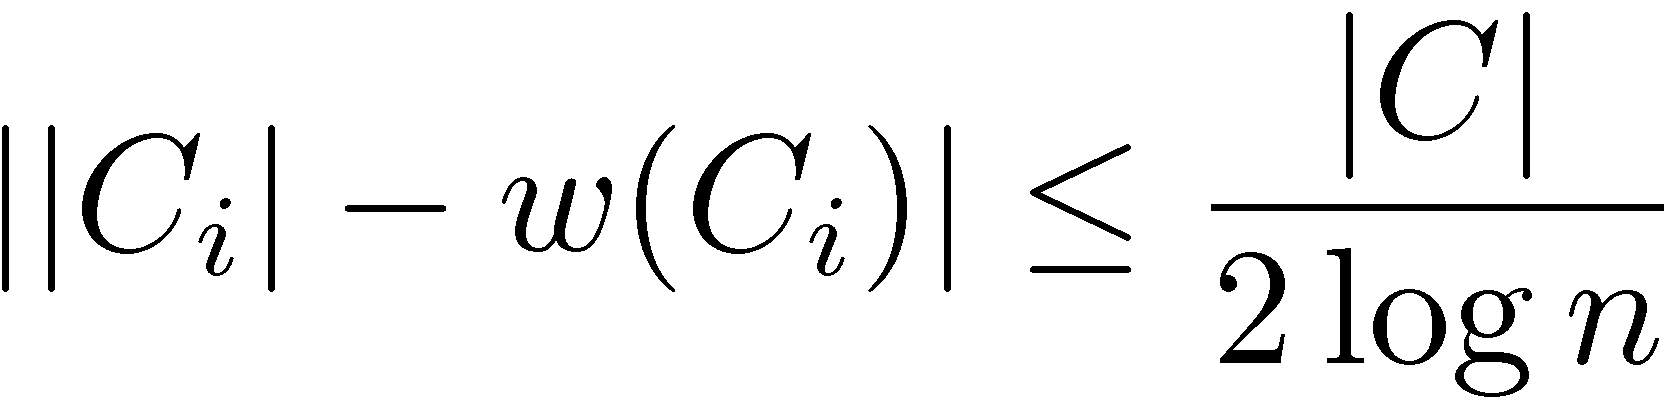 $||C_i| - w(C_i)| \leq \frac{|C|}{2 \log n}$